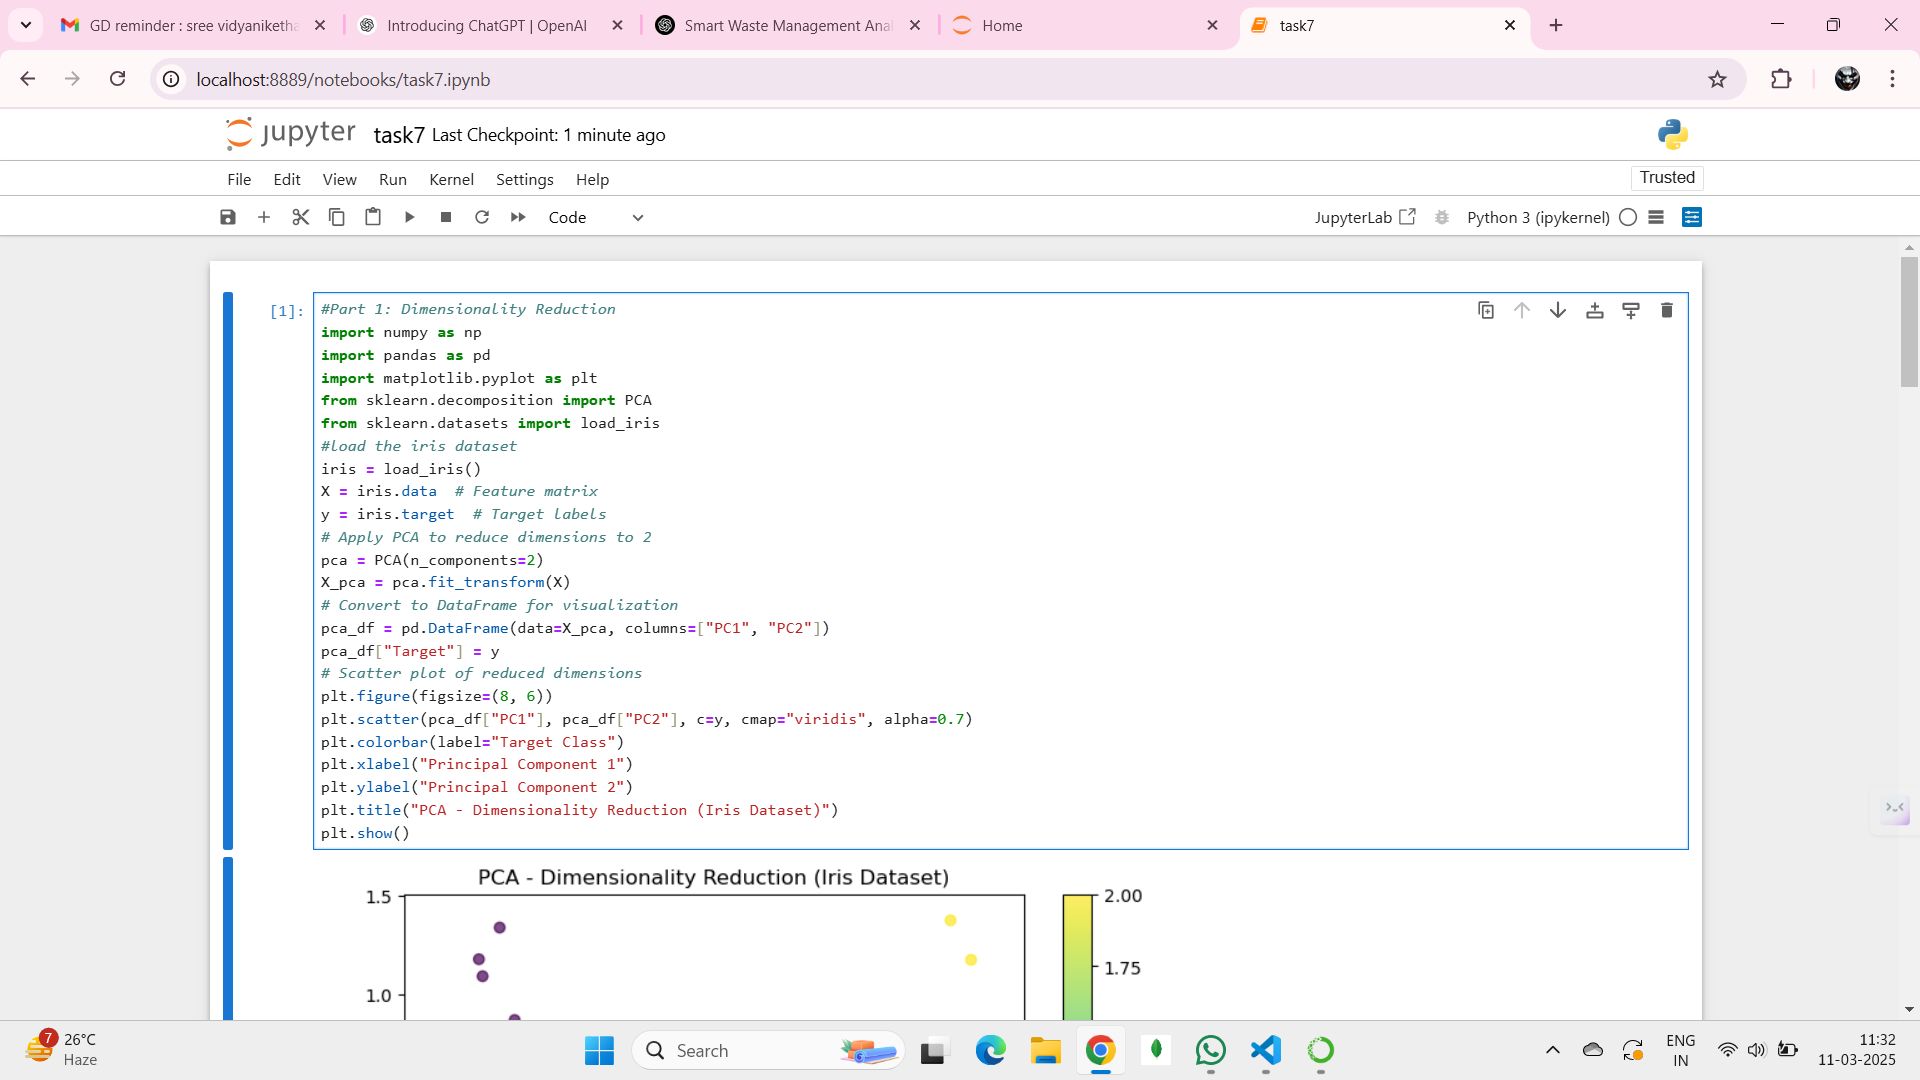 GD reminder : sree vidyaniketha
Introducing ChatGPT | OpenAI
Smart Waste Management Anal
Home
task7
localhost:8889/notebooks/task7.ipynb
jupyter task7 Last Checkpoint: 1 minute ago
File Edit View Run Kernel Settings Help
Trusted
Code
JupyterLab
Python 3 (ipykernel)
[1]:
#Part 1: Dimensionality Reduction
import numpy as np
import pandas as pd
import matplotlib.pyplot as plt
from sklearn.decomposition import PCA
from sklearn.datasets import load_iris
#load the iris dataset
iris = load_iris()
X = iris.data  # Feature matrix
y = iris.target  # Target labels
# Apply PCA to reduce dimensions to 2
pca = PCA(n_components=2)
X_pca = pca.fit_transform(X)
# Convert to DataFrame for visualization
pca_df = pd.DataFrame(data=X_pca, columns=["PC1", "PC2"])
pca_df["Target"] = y
# Scatter plot of reduced dimensions
plt.figure(figsize=(8, 6))
plt.scatter(pca_df["PC1"], pca_df["PC2"], c=y, cmap="viridis", alpha=0.7)
plt.colorbar(label="Target Class")
plt.xlabel("Principal Component 1")
plt.ylabel("Principal Component 2")
plt.title("PCA - Dimensionality Reduction (Iris Dataset)")
plt.show()
PCA - Dimensionality Reduction (Iris Dataset)
1.5
1.0
2.00
1.75
7
26°C
Haze
Search
ENG
IN
11:32
11-03-2025